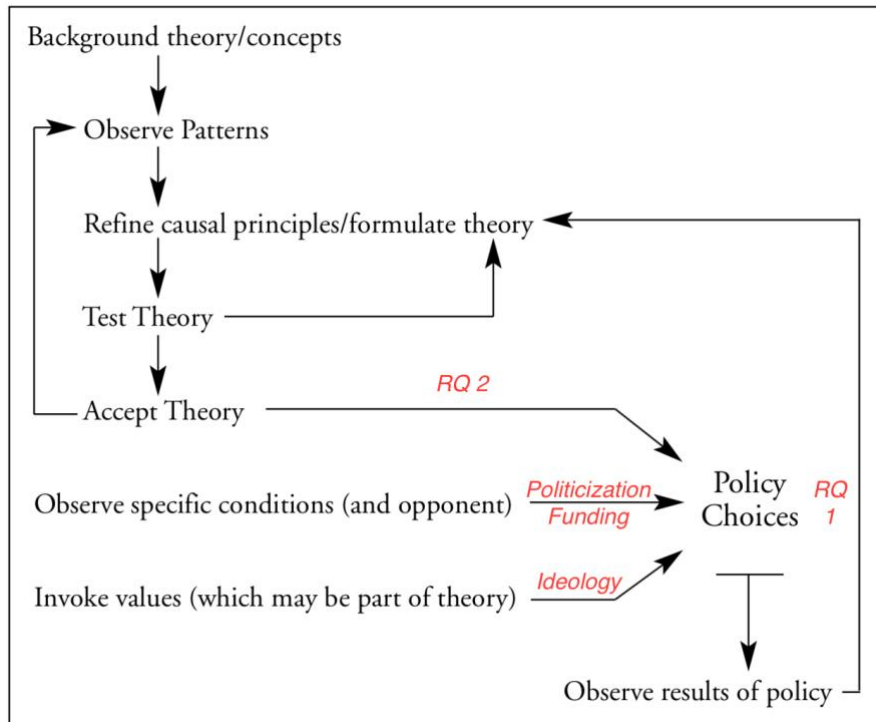 Background theory/concepts
Observe Patterns
Refine causal principles/formulate theory
Test Theory
RQ 2
Accept Theory
Observe specific conditions (and opponent)
Politicization
Funding
Policy
Choices
RQ
1
Invoke values (which may be part of theory)
Ideology
Observe results of policy